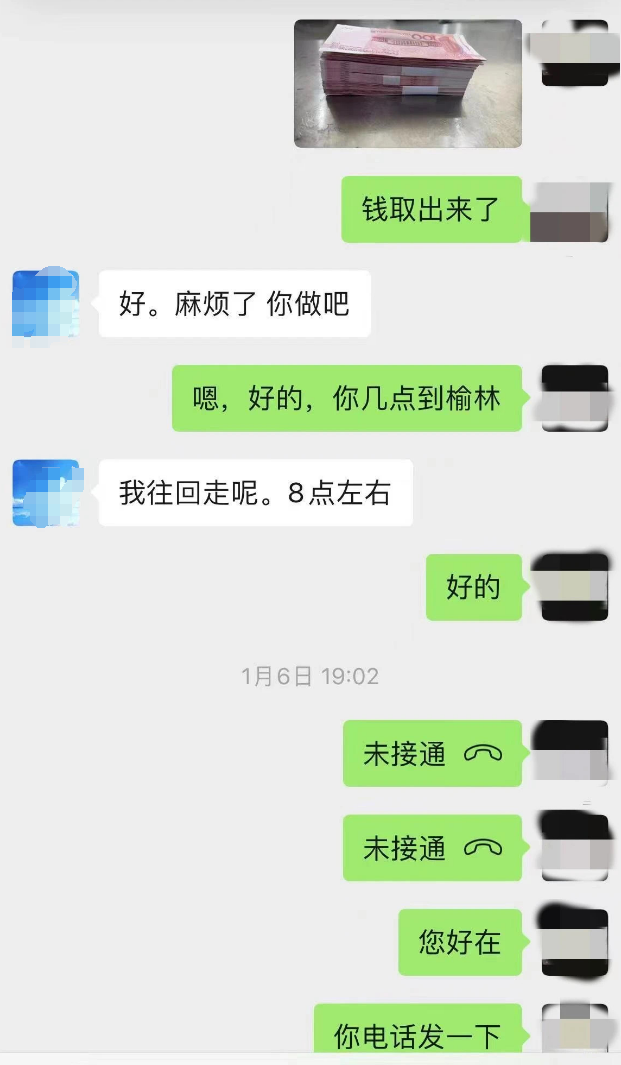 100
钱取出来了
好。麻烦了 你做吧
嗯，好的，你几点到榆林
我往回走呢。8点左右
好的
1月6日 19:02
未接通
未接通
您好在
你电话发一下